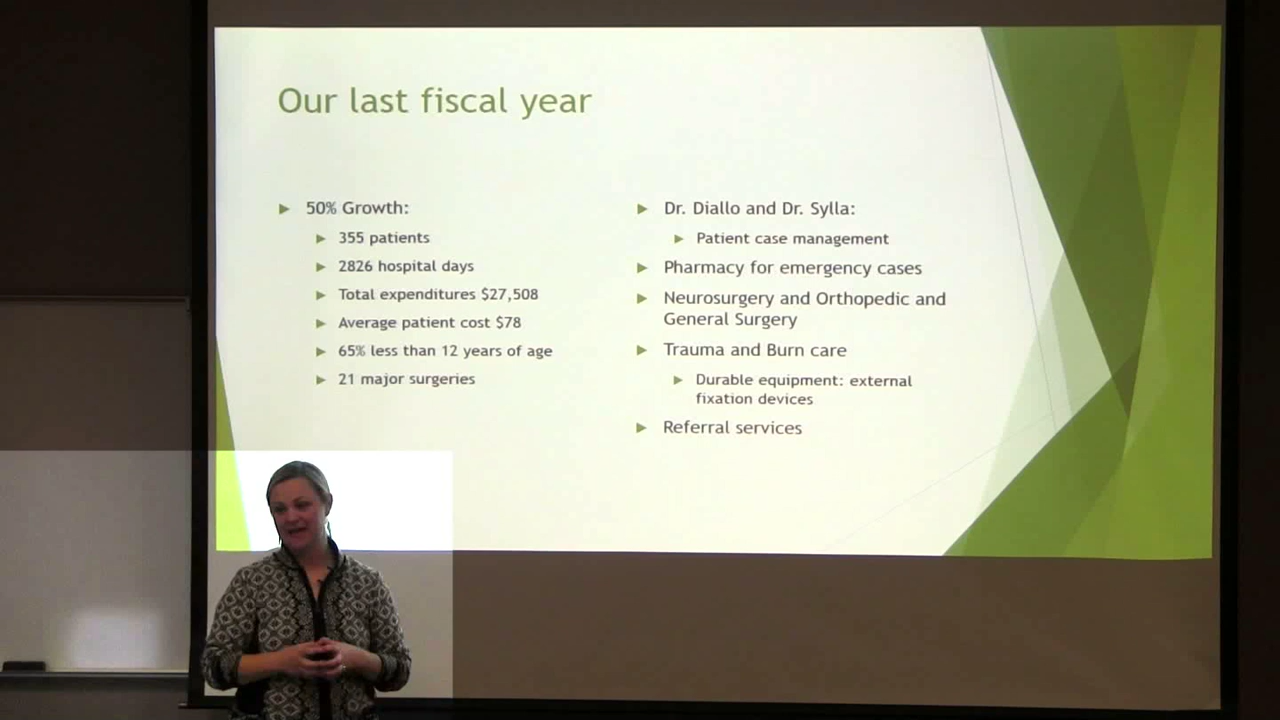 Our last fiscal year
50% Growth:
355 patients
2826 hospital days
Total expenditures $27,508
Average patient cost $78
65% less than 12 years of age
21 major surgeries
Dr. Diallo and Dr. Sylla:
Patient case management
Pharmacy for emergency cases
Neurosurgery and Orthopedic and
General Surgery
Trauma and Burn care
Durable equipment: external
fixation devices
Referral services